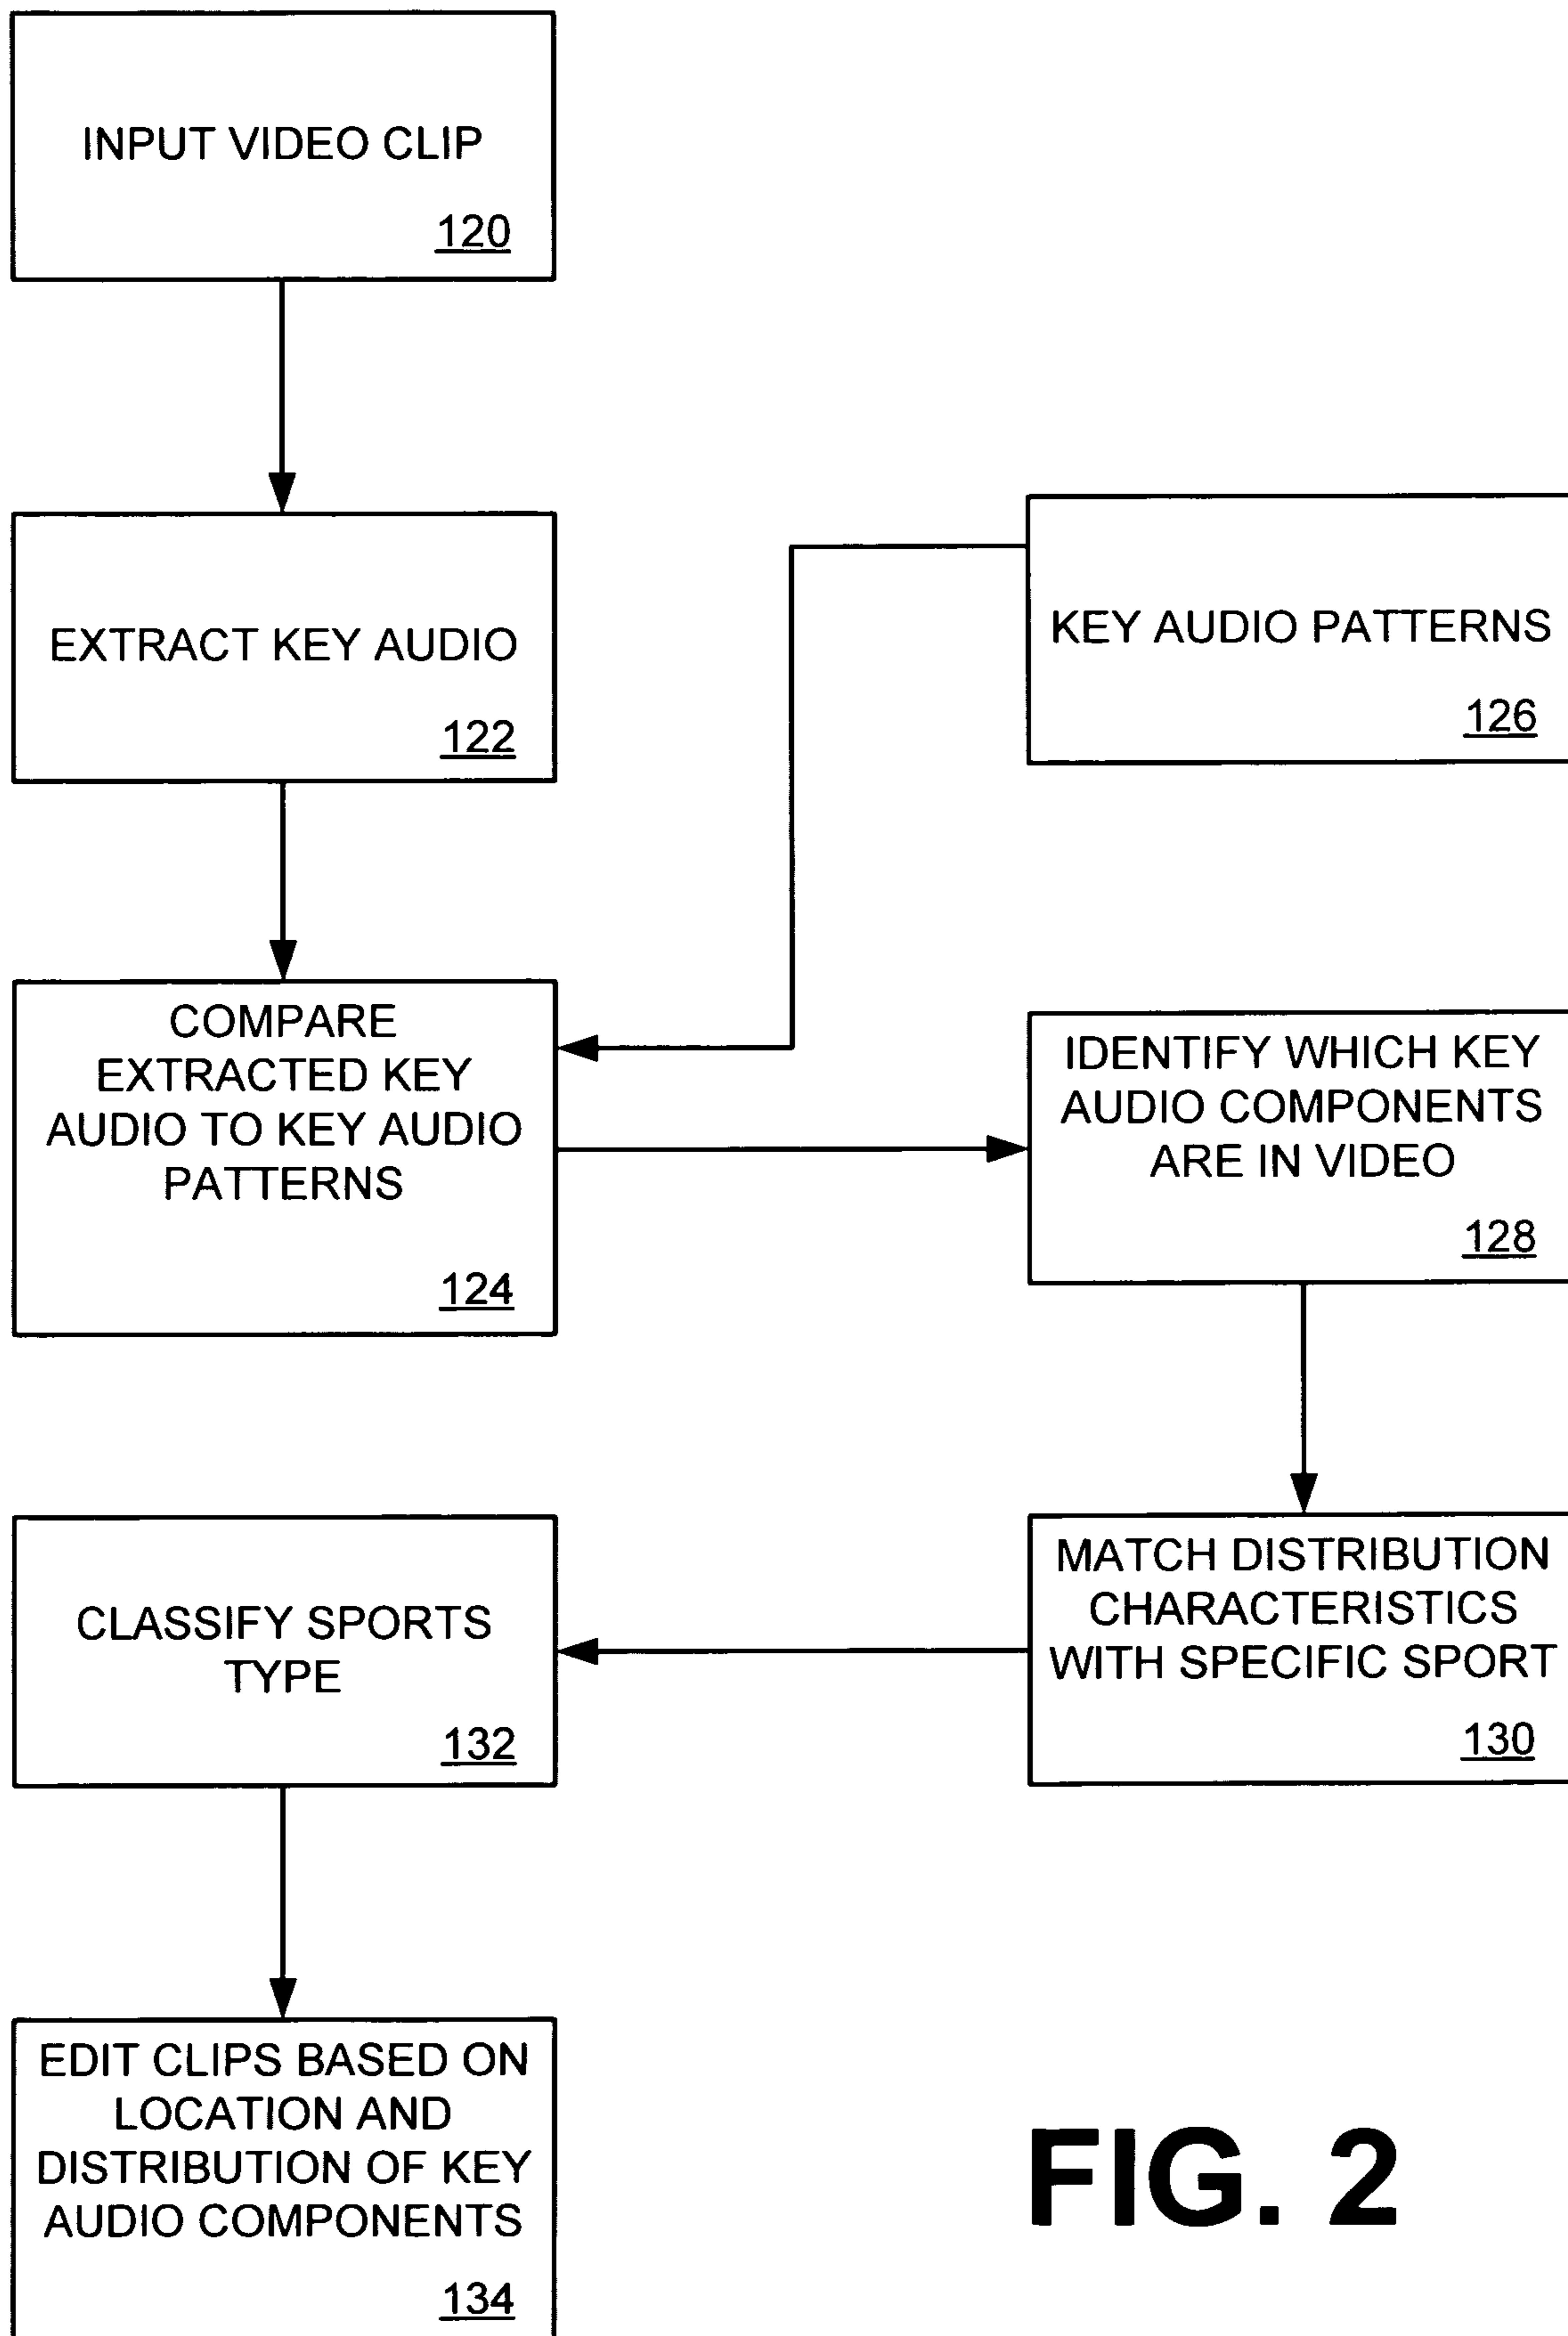 INPUT VIDEO CLIP
120
EXTRACT KEY AUDIO
122
KEY AUDIO PATTERNS
126
COMPARE
EXTRACTED KEY
AUDIO TO KEY AUDIO
PATTERNS
124
IDENTIFY WHICH KEY
AUDIO COMPONENTS
ARE IN VIDEO
128
MATCH DISTRIBUTION
CHARACTERISTICS
WITH SPECIFIC SPORT
130
CLASSIFY SPORTS
TYPE
132
EDIT CLIPS BASED ON
LOCATION AND
DISTRIBUTION OF KEY
AUDIO COMPONENTS
134
FIG. 2